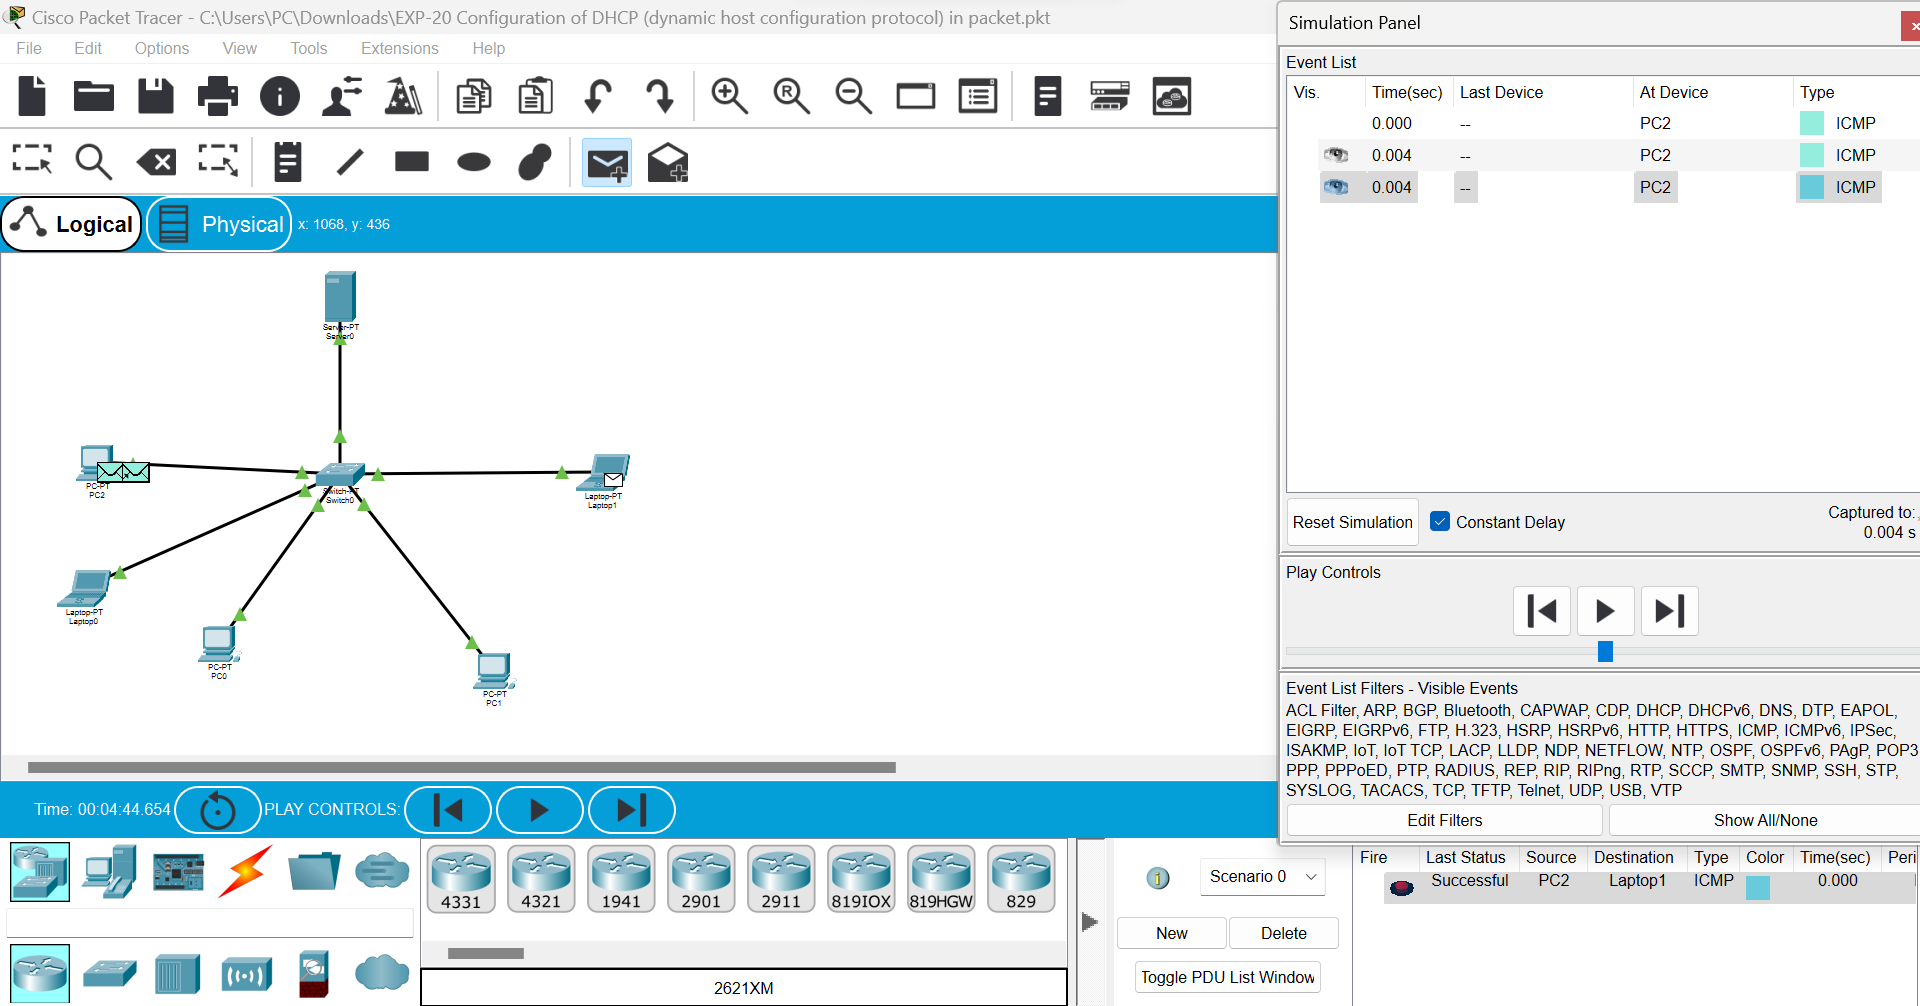 Cisco Packet Tracer - C:\Users\PC\Downloads\EXP-20 Configuration of DHCP (dynamic host configuration protocol) in packet.pkt
File Edit Options View Tools Extensions Help
Logical Physical x: 1068, y: 436
Server-PT
Server0
PC-PT
PC2
Switch-PT
Switch0
Laptop-PT
Laptop1
Laptop-PT
Laptop0
PC-PT
PC0
PC-PT
PC1
Time: 00:04:44.654 PLAY CONTROLS:
4331 4321 1941 2901 2911 819IOX 819HGW 829
2621XM
Simulation Panel
Event List
Vis. Time(sec) Last Device At Device Type
0.000 -- PC2 ICMP
0.004 -- PC2 ICMP
0.004 -- PC2 ICMP
Reset Simulation Constant Delay Captured to:
0.004 s
Play Controls
Event List Filters - Visible Events
ACL Filter, ARP, BGP, Bluetooth, CAPWAP, CDP, DHCP, DHCPv6, DNS, DTP, EAPOL,
EIGRP, EIGRPv6, FTP, H.323, HSRP, HSRPv6, HTTP, HTTPS, ICMP, ICMPv6, IPSec,
ISAKMP, IoT, IoT TCP, LACP, LLDP, NDP, NETFLOW, NTP, OSPF, OSPFv6, PAgP, POP3
PPP, PPPoED, PTP, RADIUS, REP, RIP, RIPng, RTP, SCCP, SMTP, SNMP, SSH, STP,
SYSLOG, TACACS, TCP, TFTP, Telnet, UDP, USB, VTP
Edit Filters Show All/None
Scenario 0
New Delete
Toggle PDU List Window
Fire Last Status Source Destination Type Color Time(sec) Peri
Successful PC2 Laptop1 ICMP 0.000